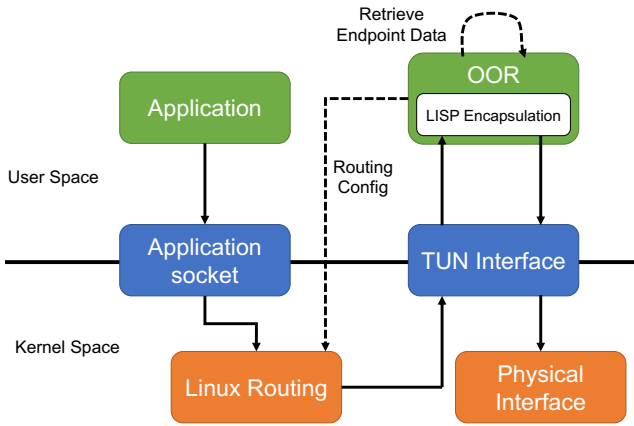 Retrieve
Endpoint Data
OOR
LISP Encapsulation
Application
User Space
Routing
Config
Application
socket
TUN Interface
Kernel Space
Linux Routing
Physical
Interface